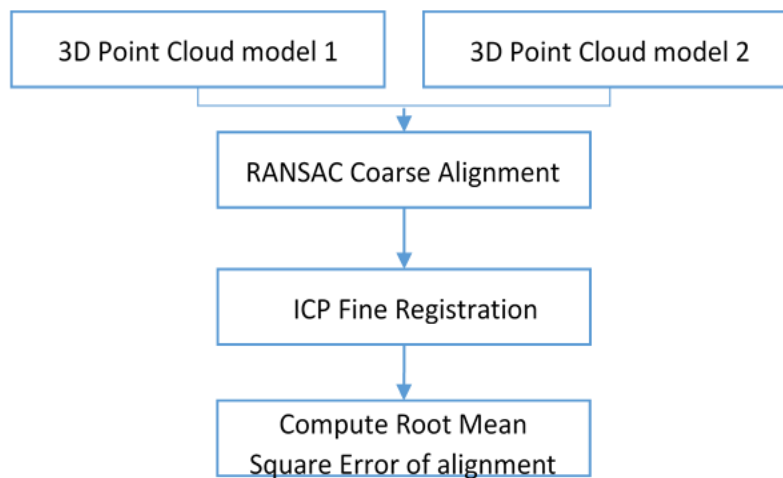 3D Point Cloud model 1
3D Point Cloud model 2
RANSAC Coarse Alignment
ICP Fine Registration
Compute Root Mean
Square Error of alignment